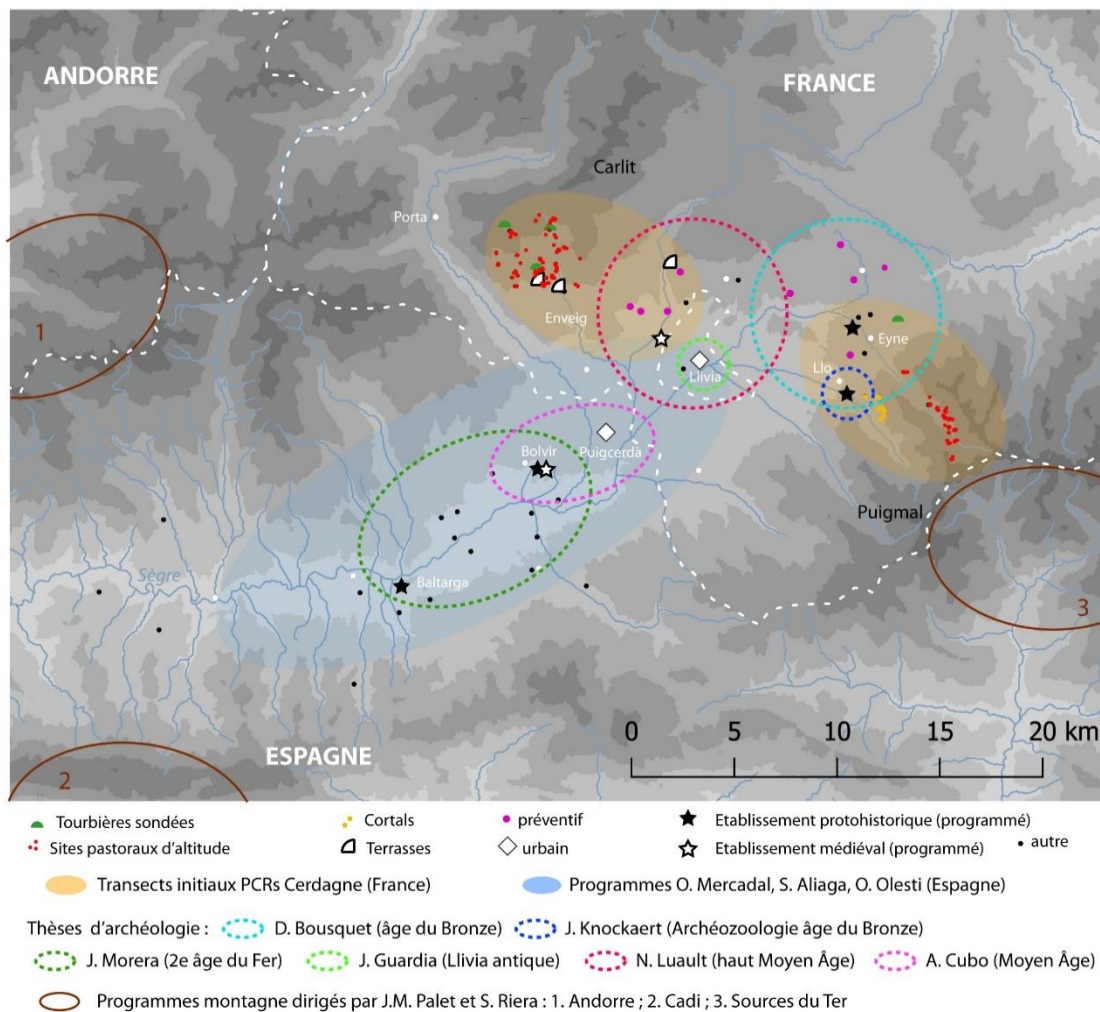 ANDORRE
FRANCE
Carlit
Porta
1
Enveig
Eyne
Llo
Llivia
Puigcerdà
Bolvir
Puigmal
Sègre
Baltarga
3
0 5 10 15 20 km
ESPAGNE
2
Tourbières sondées
Cortals
préventif
Etablissement protohistorique (programmé)
Sites pastoraux d'altitude
Terrasses
urbain
Etablissement médiéval (programmé)
autre
Transects initiaux PCRs Cerdagne (France)
Programmes O. Mercadal, S. Aliaga, O. Olesti (Espagne)
Thèses d'archéologie :
D. Bousquet (âge du Bronze)
J. Knockaert (Archéozoologie âge du Bronze)
J. Morera (2e âge du Fer)
J. Guardia (Llivia antique)
N. Luault (haut Moyen Âge)
A. Cubo (Moyen Âge)
Programmes montagne dirigés par J.M. Palet et S. Riera : 1. Andorre ; 2. Cadi ; 3. Sources du Ter